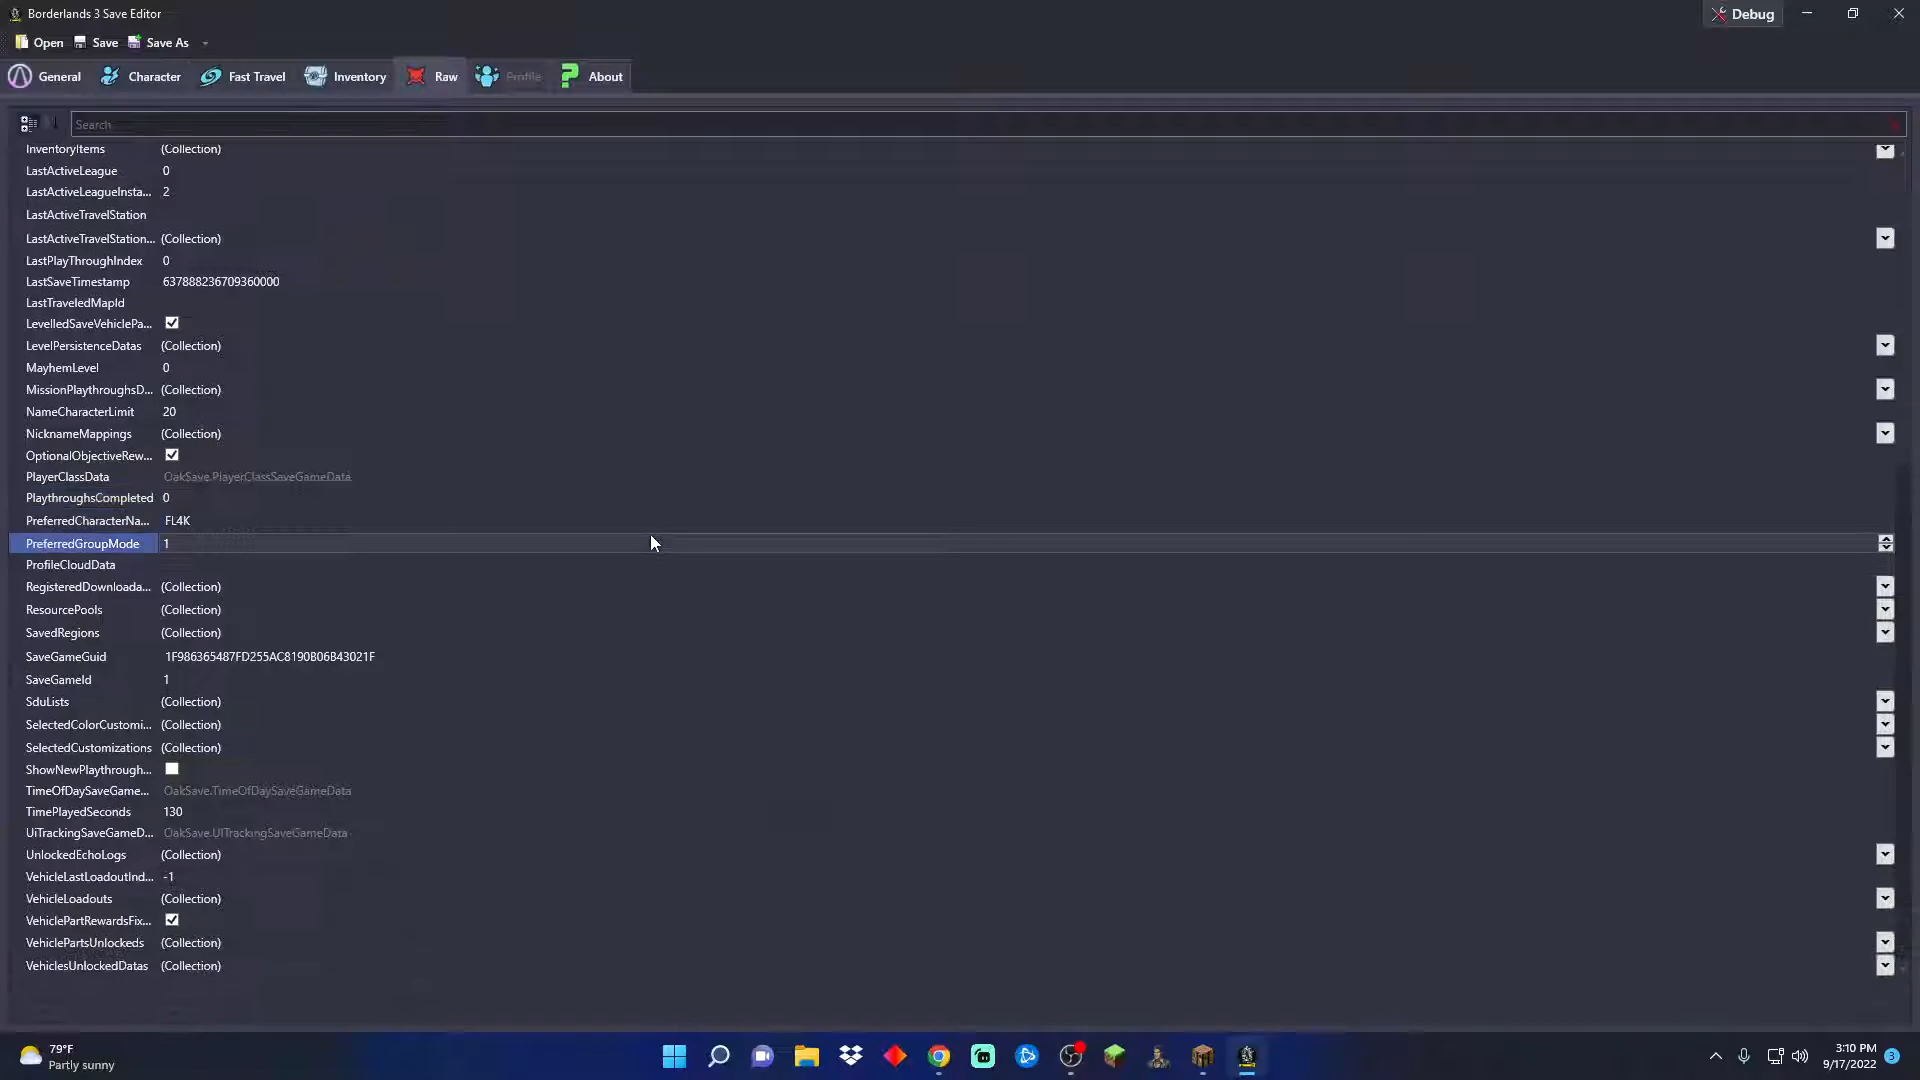 Borderlands 3 Save Editor
Debug
Open Save Save As
General Character Fast Travel Inventory Raw Profile About
Search
InventoryItems (Collection)
LastActiveLeague 0
LastActiveLeagueInsta... 2
LastActiveTravelStation
LastActiveTravelStation... (Collection)
LastPlayThroughIndex 0
LastSaveTimestamp 637888236709360000
LastTraveledMapId
LevelledSaveVehiclePa...
LevelPersistenceDatas (Collection)
MayhemLevel 0
MissionPlaythroughsD... (Collection)
NameCharacterLimit 20
NicknameMappings (Collection)
OptionalObjectiveRew...
PlayerClassData OakSave.PlayerClassSaveGameData
PlaythroughsCompleted 0
PreferredCharacterNa... FL4K
PreferredGroupMode 1
ProfileCloudData
RegisteredDownloada... (Collection)
ResourcePools (Collection)
SavedRegions (Collection)
SaveGameGuid 1F986365487FD255AC8190B06B43021F
SaveGameId 1
SduLists (Collection)
SelectedColorCustomi... (Collection)
SelectedCustomizations (Collection)
ShowNewPlaythrough...
TimeOfDaySaveGame... OakSave.TimeOfDaySaveGameData
TimePlayedSeconds 130
UiTrackingSaveGameD... OakSave.UITrackingSaveGameData
UnlockedEchoLogs (Collection)
VehicleLastLoadoutInd... -1
VehicleLoadouts (Collection)
VehiclePartRewardsFix...
VehiclePartsUnlockeds (Collection)
VehiclesUnlockedDatas (Collection)
79°F
Partly sunny
3:10 PM
9/17/2022
3